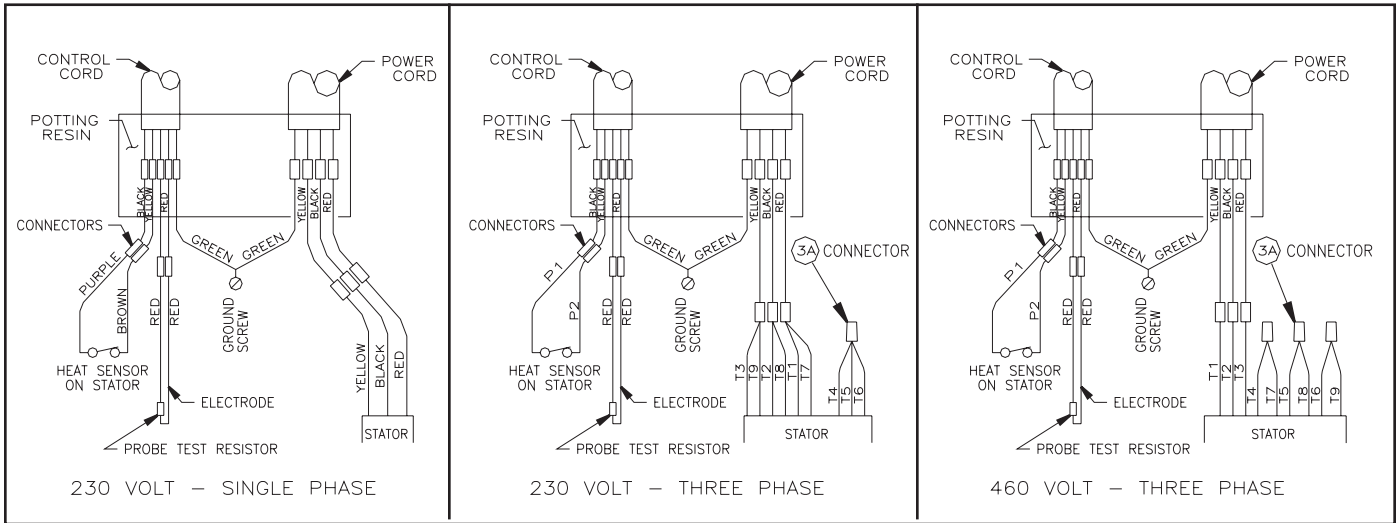 CONTROL
CORD
POWER
CORD
POTTING
RESIN
BLACK
YELLOW
RED
YELLOW
BLACK
RED
CONNECTORS
GREEN
GREEN
PURPLE
BROWN
RED
RED
GROUND
SCREW
HEAT SENSOR
ON STATOR
YELLOW
BLACK
RED
ELECTRODE
STATOR
PROBE TEST RESISTOR
230 VOLT – SINGLE PHASE
CONTROL
CORD
POWER
CORD
POTTING
RESIN
BLACK
YELLOW
RED
YELLOW
BLACK
RED
CONNECTORS
GREEN
GREEN
3A CONNECTOR
P1
P2
RED
RED
GROUND
SCREW
HEAT SENSOR
ON STATOR
T3
T9
T2
T8
T1
T7
T4
T5
T6
ELECTRODE
STATOR
PROBE TEST RESISTOR
230 VOLT – THREE PHASE
CONTROL
CORD
POWER
CORD
POTTING
RESIN
BLACK
YELLOW
RED
YELLOW
BLACK
RED
CONNECTORS
GREEN
GREEN
3A CONNECTOR
P1
P2
RED
RED
GROUND
SCREW
HEAT SENSOR
ON STATOR
T1
T2
T3
T4
T7
T5
T8
T6
T9
ELECTRODE
STATOR
PROBE TEST RESISTOR
460 VOLT – THREE PHASE